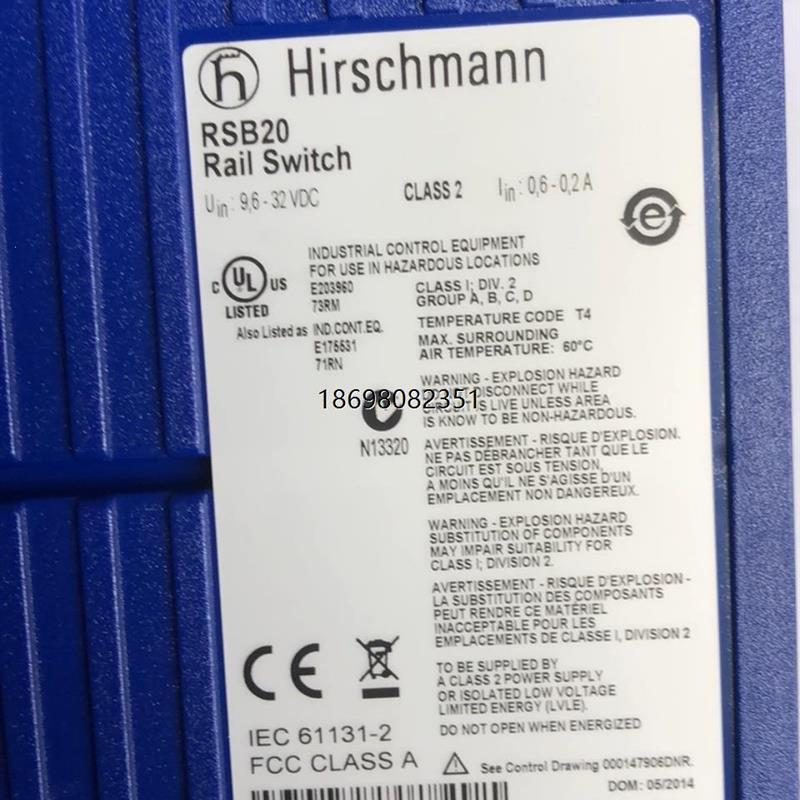 Hirschmann
RSB20
Rail Switch
Uin: 9,6-32 VDC CLASS 2 Iin: 0,6-0,2 A
INDUSTRIAL CONTROL EQUIPMENT
FOR USE IN HAZARDOUS LOCATIONS
C UL US
LISTED
E203960
73RM
CLASS I; DIV. 2
GROUP A, B, C, D
Also Listed as IND.CONT.EQ.
E175531
71RN
TEMPERATURE CODE T4
MAX. SURROUNDING
AIR TEMPERATURE: 60°C
WARNING - EXPLOSION HAZARD
DISCONNECT WHILE
CIRCUIT IS LIVE UNLESS AREA
IS KNOW TO BE NON-HAZARDOUS.
18698082351
N13320
AVERTISSEMENT - RISQUE D'EXPLOSION.
NE PAS DÉBRANCHER TANT QUE LE
CIRCUIT EST SOUS TENSION,
A MOINS QU'IL NE S'AGISSE D'UN
EMPLACEMENT NON DANGEREUX.
WARNING - EXPLOSION HAZARD
SUBSTITUTION OF COMPONENTS
MAY IMPAIR SUITABILITY FOR
CLASS I; DIVISION 2.
AVERTISSEMENT - RISQUE D'EXPLOSION -
LA SUBSTITUTION DES COMPOSANTS
PEUT RENDRE CE MATÉRIEL
INACCEPTABLE POUR LES
EMPLACEMENTS DE CLASSE I, DIVISION 2
CE
TO BE SUPPLIED BY
A CLASS 2 POWER SUPPLY
OR ISOLATED LOW VOLTAGE
LIMITED ENERGY (LVLE).
DO NOT OPEN WHEN ENERGIZED
IEC 61131-2
FCC CLASS A
See Control Drawing 000147906DNR.
DOM: 05/2014